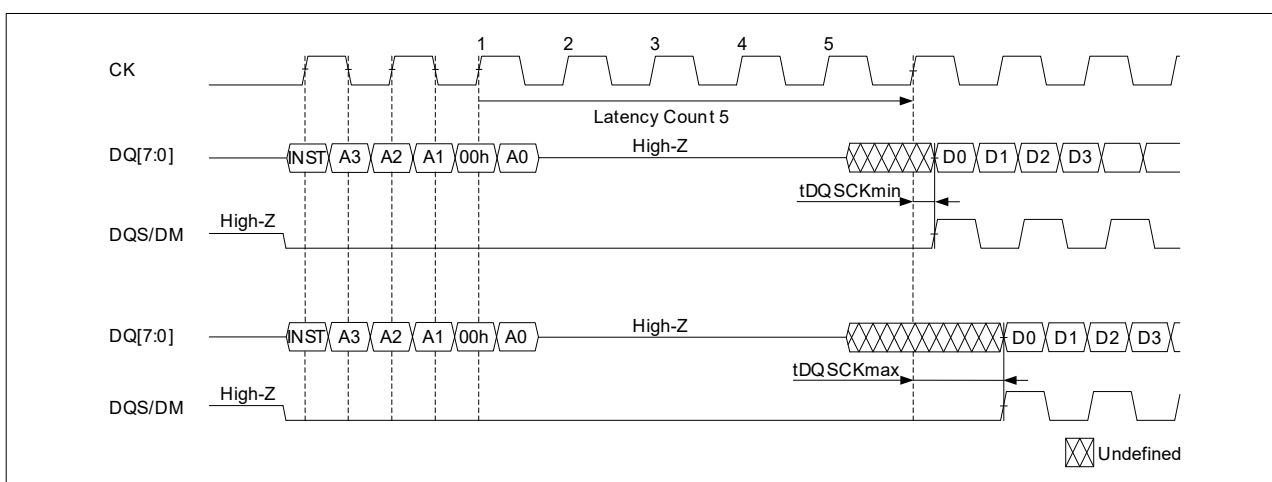 1 2 3 4 5
CK
Latency Count 5
DQ[7:0] INST A3 A2 A1 00h A0 High-Z D0 D1 D2 D3
tDQSCKmin
High-Z
DQS/DM
DQ[7:0] INST A3 A2 A1 00h A0 High-Z D0 D1 D2 D3
tDQSCKmax
High-Z
DQS/DM
Undefined